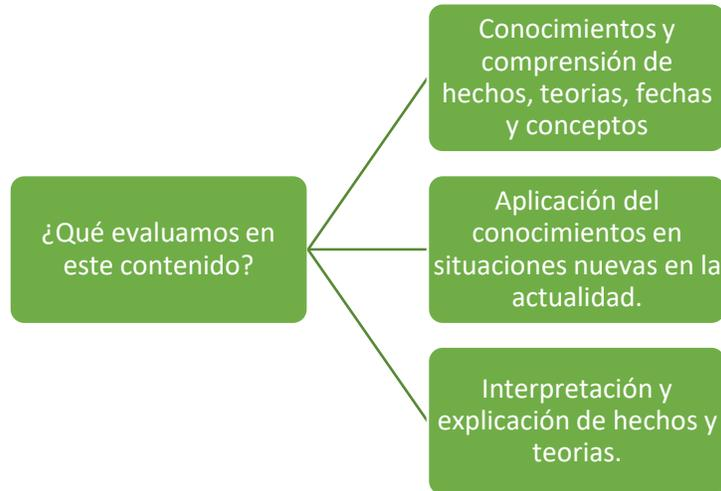 ¿Qué evaluamos en
este contenido?
Conocimientos y
comprensión de
hechos, teorias, fechas
y conceptos
Aplicación del
conocimientos en
situaciones nuevas en la
actualidad.
Interpretación y
explicación de hechos y
teorias.